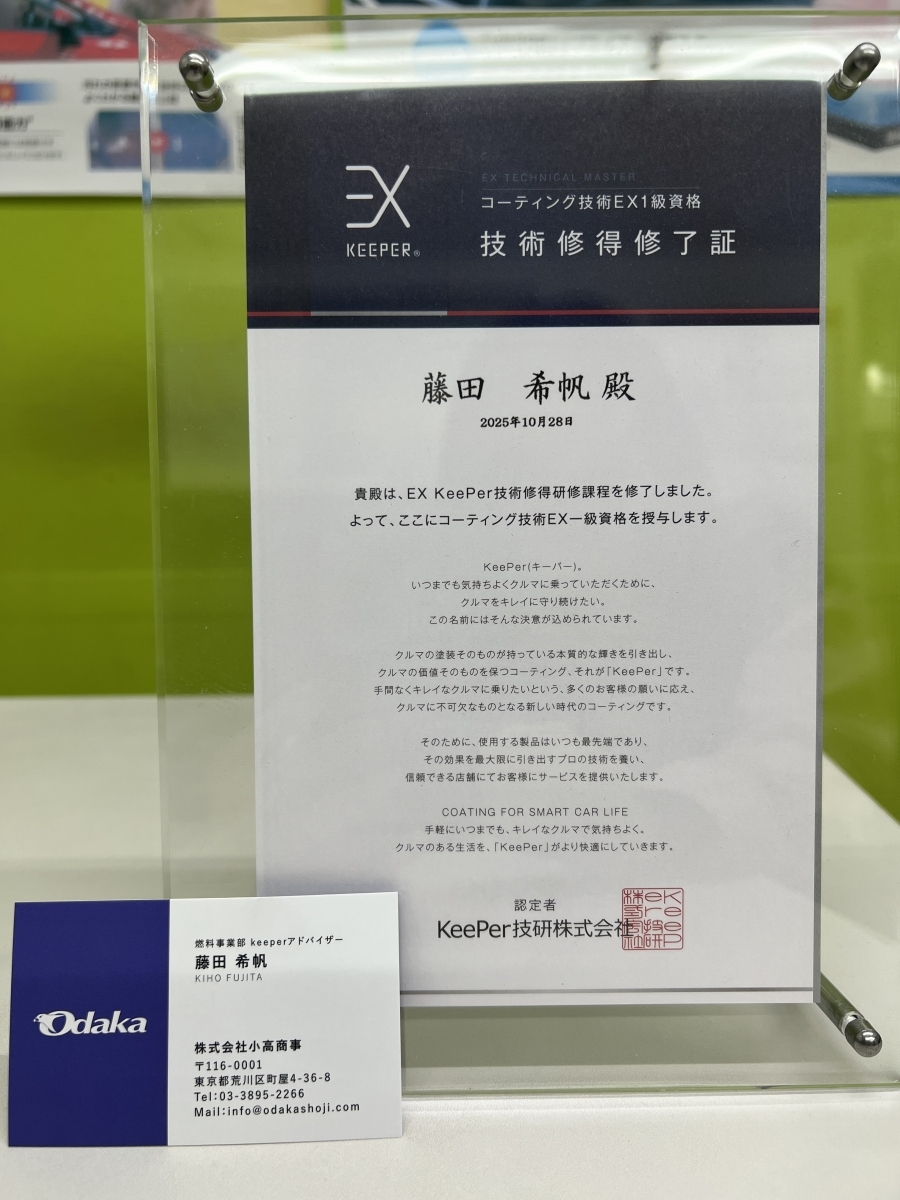 EX
KEEPER®
EX TECHNICAL MASTER
コーティング技術EX1級資格
技術修得修了証
藤田 希帆 殿
2025年10月28日
貴殿は、EX KeePer技術修得研修課程を修了しました。
よって、ここにコーティング技術EX一級資格を授与します。
KeePer(キーパー)。
いつまでも気持ちよくクルマに乗っていただくために、
クルマをキレイに守り続けたい。
この名前にはそんな決意が込められています。
クルマの塗装そのものが持っている本質的な輝きを引き出し、
クルマの価値そのものを保つコーティング、それが「KeePer」です。
手間なくキレイなクルマに乗りたいという、多くのお客様の願いに応え、
クルマに不可欠なものとなる新しい時代のコーティングです。
そのために、使用する製品はいつも最先端であり、
その効果を最大限に引き出すプロの技術を養い、
信頼できる店舗にてお客様にサービスを提供いたします。
COATING FOR SMART CAR LIFE
手軽にいつまでも、キレイなクルマで気持ちよく。
クルマのある生活を、「KeePer」がより快適にしていきます。
認定者
KeePer技研株式会社
KeePer技研株式会社
Odaka
燃料事業部 keeperアドバイザー
藤田 希帆
KIHO FUJITA
株式会社小高商事
〒116-0001
東京都荒川区町屋4-36-8
Tel:03-3895-2266
Mail:info@odakashoji.com